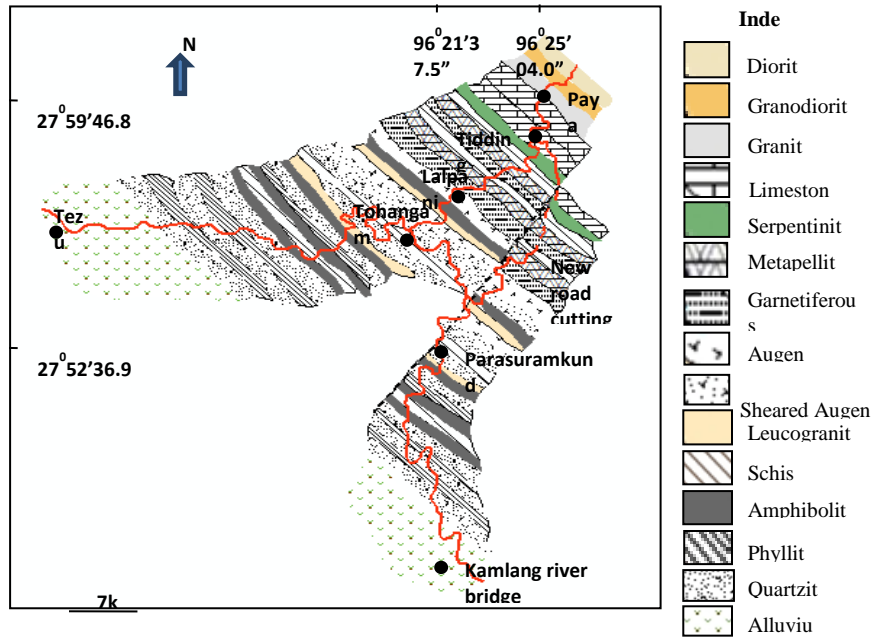 N
96⁰21’3
7.5”
96⁰25’
04.0”
27⁰59’46.8
27⁰52’36.9
Pay
a
Tiddin
g
Lalpa
ni
Tohanga
m
Tez
u
New
road
cutting
Parasuramkun
d
Kamlang river
bridge
7k
Inde
Diorit
Granodiorit
Granit
Limeston
Serpentinit
Metapellit
Garnetiferou
s
Augen
Sheared Augen
Leucogranit
Schis
Amphibolit
Phyllit
Quartzit
Alluviu